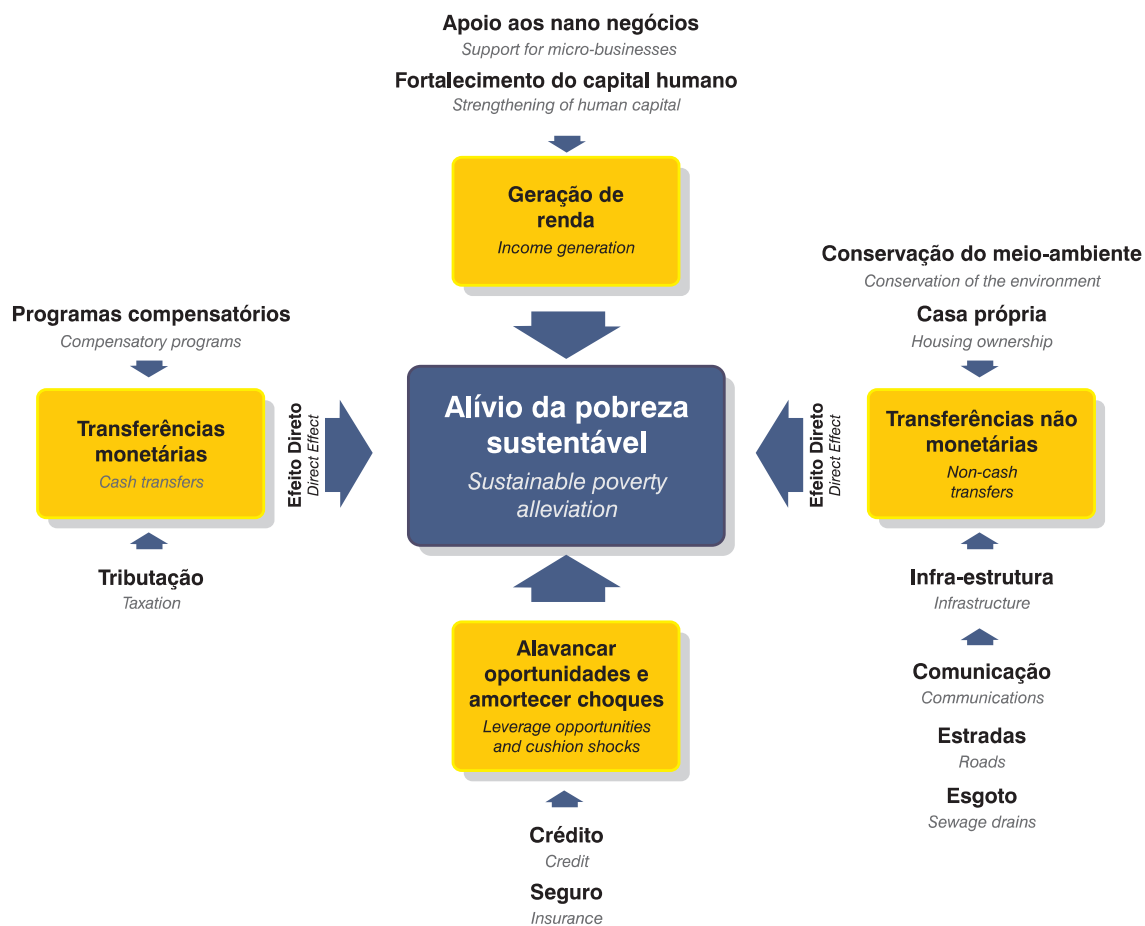 Apoio aos nano negócios
Support for micro-businesses
Fortalecimento do capital humano
Strengthening of human capital
Geração de
renda
Income generation
Programas compensatórios
Compensatory programs
Transferências
monetárias
Cash transfers
Tributação
Taxation
Efeito Direto
Direct Effect
Alívio da pobreza
sustentável
Sustainable poverty
alleviation
Efeito Direto
Direct Effect
Conservação do meio-ambiente
Conservation of the environment
Casa própria
Housing ownership
Transferências não
monetárias
Non-cash
transfers
Infra-estrutura
Infrastructure
Comunicação
Communications
Estradas
Roads
Esgoto
Sewage drains
Alavancar
oportunidades e
amortecer choques
Leverage opportunities
and cushion shocks
Crédito
Credit
Seguro
Insurance